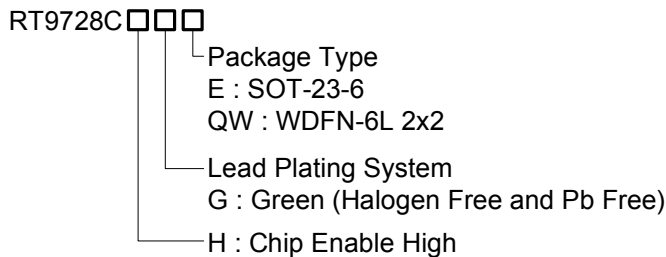 RT9728C
Package Type
E : SOT-23-6
QW : WDFN-6L 2x2
Lead Plating System
G : Green (Halogen Free and Pb Free)
H : Chip Enable High